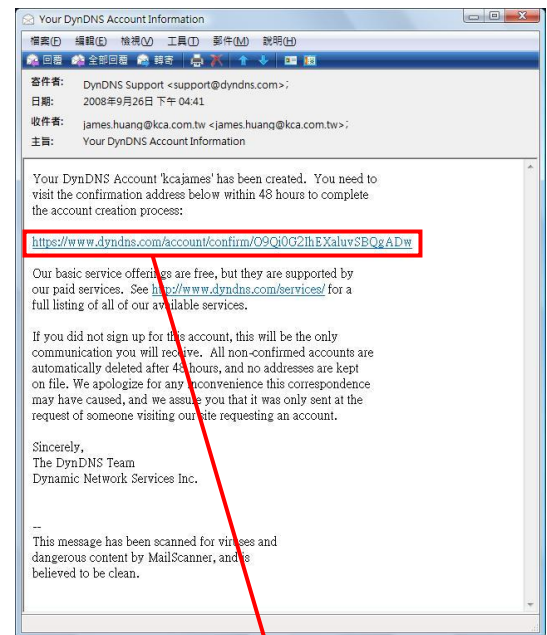 Your DynDNS Account Information
檔案(F) 編輯(E) 檢視(V) 工具(T) 郵件(M) 說明(H)
回覆 全部回覆 轉寄
寄件者: DynDNS Support <support@dyndns.com>;
日期: 2008年9月26日 下午 04:41
收件者: james.huang@kca.com.tw <james.huang@kca.com.tw>;
主旨: Your DynDNS Account Information
Your DynDNS Account 'kcajames' has been created. You need to
visit the confirmation address below within 48 hours to complete
the account creation process:
https://www.dyndns.com/account/confirm/O9Qi0G2IhEXaluvSBQgADw
Our basic service offerings are free, but they are supported by
our paid services. See http://www.dyndns.com/services/ for a
full listing of all of our available services.
If you did not sign up for this account, this will be the only
communication you will receive. All non-confirmed accounts are
automatically deleted after 48 hours, and no addresses are kept
on file. We apologize for any inconvenience this correspondence
may have caused, and we assure you that it was only sent at the
request of someone visiting our site requesting an account.
Sincerely,
The DynDNS Team
Dynamic Network Services Inc.
--
This message has been scanned for viruses and
dangerous content by MailScanner, and is
believed to be clean.